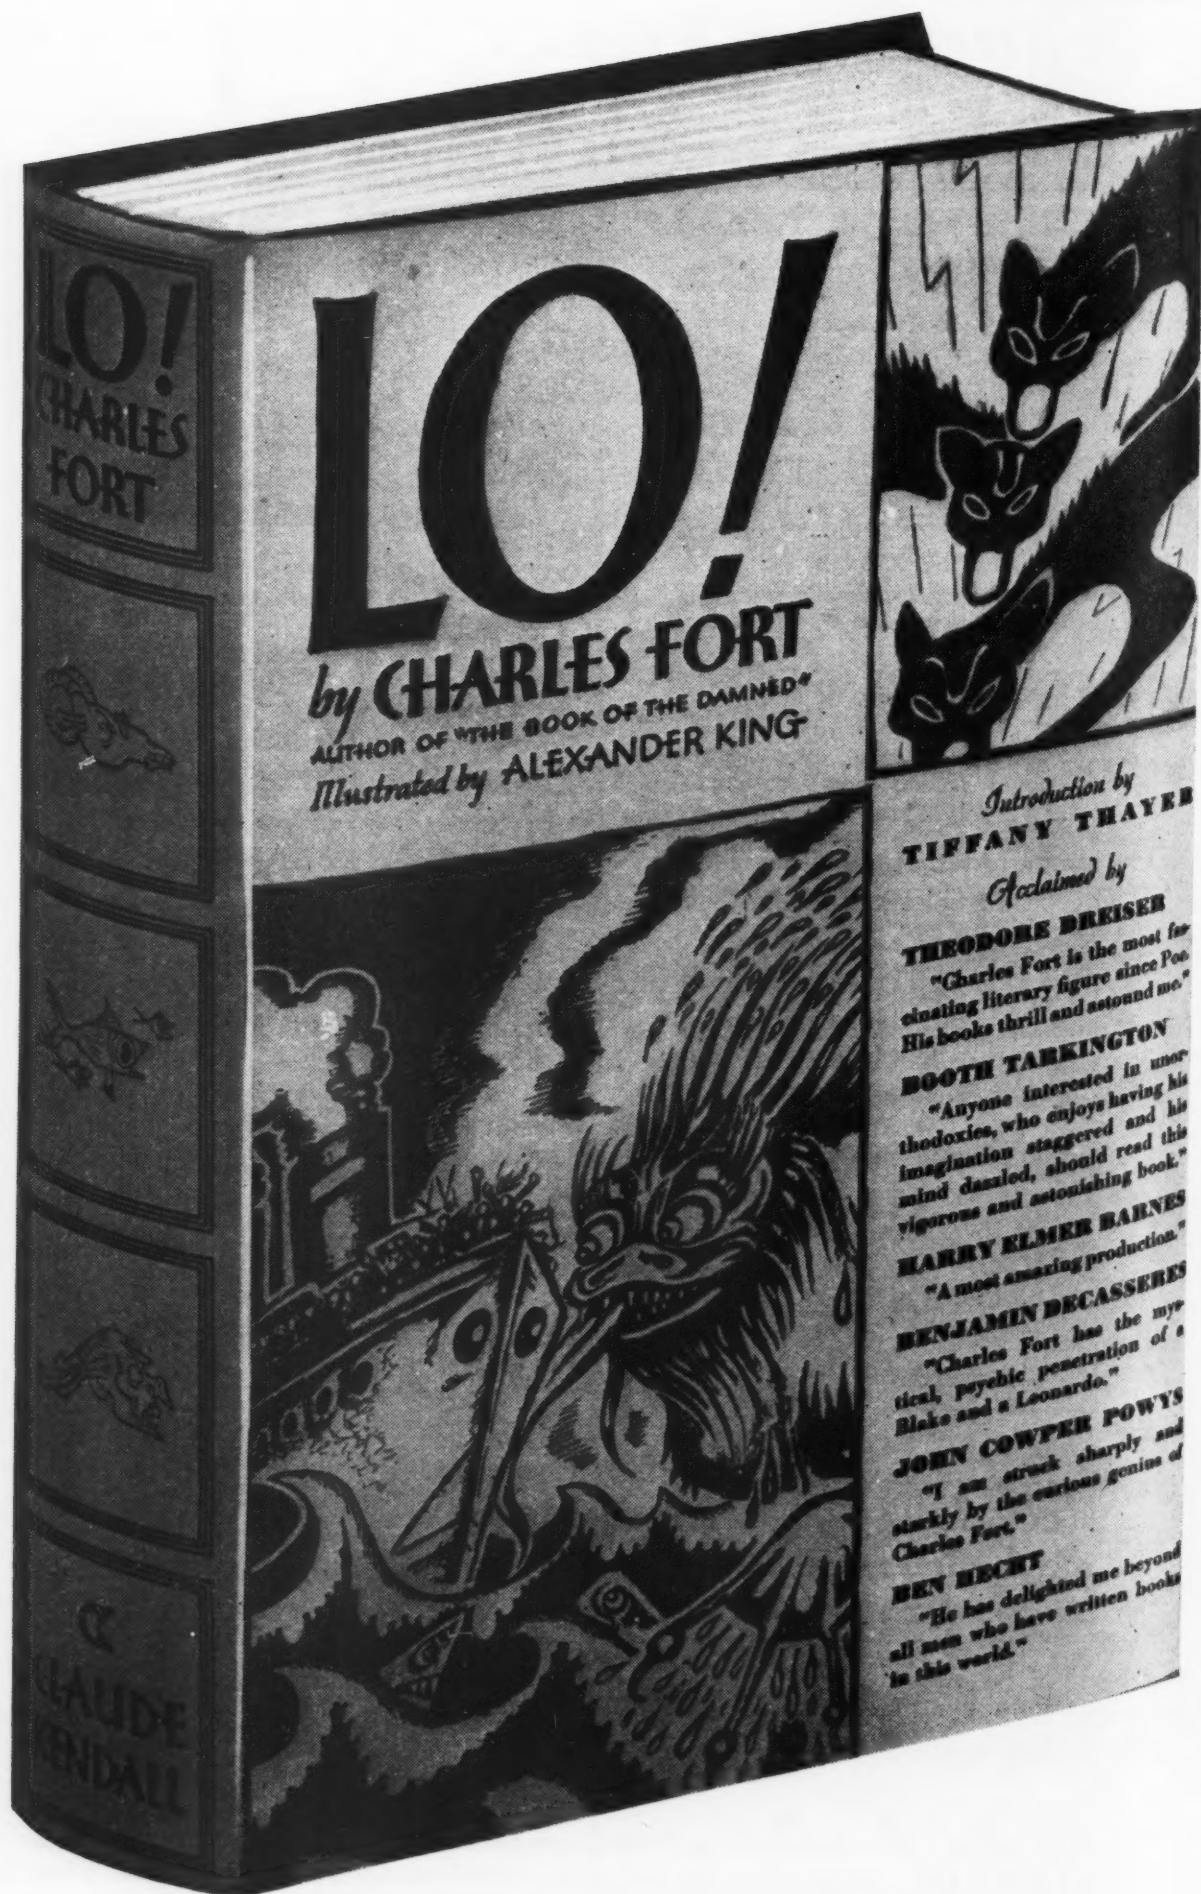 LO!
CHARLES
FORT
CLAUDE
KENDALL
LO!
by CHARLES FORT
AUTHOR OF "THE BOOK OF THE DAMNED"
Illustrated by ALEXANDER KING
Introduction by
TIFFANY THAYER
Acclaimed by
THEODORE DREISER
"Charles Fort is the most fas-
cinating literary figure since Poe.
His books thrill and astound me."
BOOTH TARKINGTON
"Anyone interested in unor-
thodoxies, who enjoys having his
imagination staggered and his
mind dazzled, should read this
vigorous and astonishing book."
HARRY ELMER BARNES
"A most amazing production."
BENJAMIN DECASSERES
"Charles Fort has the mys-
tical, psychic penetration of a
Blake and a Leonardo."
JOHN COWPER POWYS
"I am struck sharply and
starkly by the curious genius of
Charles Fort."
BEN HECHT
"He has delighted me beyond
all men who have written books
in this world."